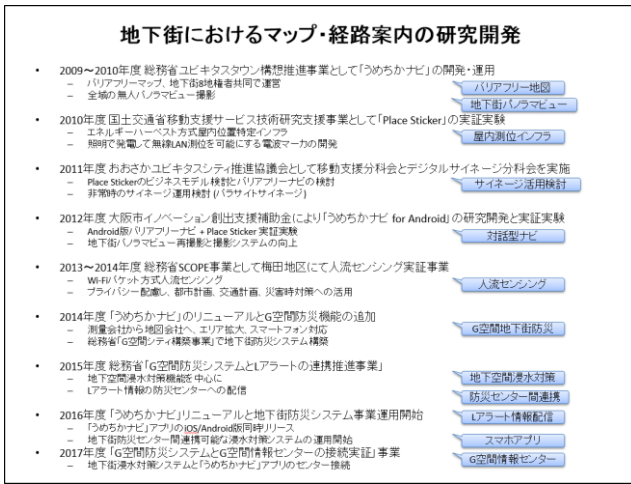 地下街におけるマップ・経路案内の研究開発
• 2009～2010年度 総務省ユビキタスタウン構想推進事業として「うめちかナビ」の開発・運用
– バリアフリーマップ、地下街8地権者共同で運営
– 全域の無人パノラマビュー撮影
バリアフリー地図
地下街パノラマビュー
• 2010年度 国土交通省移動支援サービス技術研究支援事業として「Place Sticker」の実証実験
– エネルギーハーベスト方式屋内位置特定インフラ
– 照明で発電して無線LAN測位を可能にする電波マーカの開発
屋内測位インフラ
• 2011年度 おおさかユビキタスシティ推進協議会として移動支援分科会とデジタルサイネージ分科会を実施
– Place Stickerのビジネスモデル検討とバリアフリーナビの検討
– 非常時のサイネージ運用検討 (パラサイトサイネージ)
サイネージ活用検討
• 2012年度 大阪市イノベーション創出支援補助金により「うめちかナビ for Android」の研究開発と実証実験
– Android版バリアフリーナビ + Place Sticker 実証実験
– 地下街パノラマビュー再撮影と撮影システムの向上
対話型ナビ
• 2013～2014年度 総務省SCOPE事業として梅田地区にて人流センシング実証事業
– Wi-Fiパケット方式人流センシング
– プライバシー配慮し、都市計画、交通計画、災害時対策への活用
人流センシング
• 2014年度 「うめちかナビ」のリニューアルとG空間防災機能の追加
– 測量会社から地図会社へ、エリア拡大、スマートフォン対応
– 総務省「G空間シティ構築事業」で地下街防災システム構築
G空間地下街防災
• 2015年度 総務省「G空間防災システムとLアラートの連携推進事業」
– 地下空間浸水対策機能を中心に
– Lアラート情報の防災センターへの配信
地下空間浸水対策
防災センター間連携
• 2016年度 「うめちかナビ」リニューアルと地下街防災システム事業運用開始
– 「うめちかナビ」アプリのiOS/Android版同時リリース
– 地下街防災センター間連携可能な浸水対策システムの運用開始
Lアラート情報配信
スマホアプリ
• 2017年度 「G空間防災システムとG空間情報センターの接続実証」事業
– 地下街浸水対策システムと「うめちかナビ」アプリのセンター接続
G空間情報センター